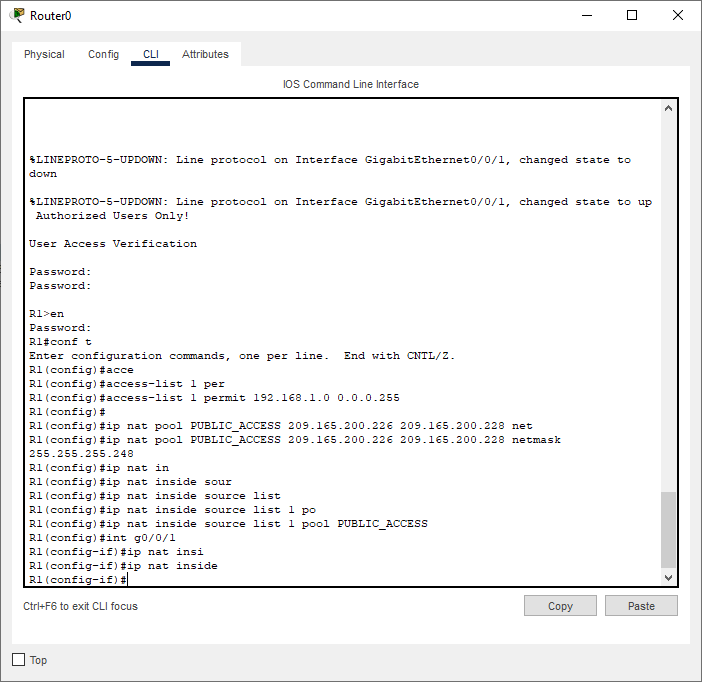 Router0
Physical Config CLI Attributes
IOS Command Line Interface
%LINEPROTO-5-UPDOWN: Line protocol on Interface GigabitEthernet0/0/1, changed state to
down
%LINEPROTO-5-UPDOWN: Line protocol on Interface GigabitEthernet0/0/1, changed state to up
Authorized Users Only!
User Access Verification
Password:
Password:
R1>en
Password:
R1#conf t
Enter configuration commands, one per line.  End with CNTL/Z.
R1(config)#acce
R1(config)#access-list 1 per
R1(config)#access-list 1 permit 192.168.1.0 0.0.0.255
R1(config)#
R1(config)#ip nat pool PUBLIC_ACCESS 209.165.200.226 209.165.200.228 net
R1(config)#ip nat pool PUBLIC_ACCESS 209.165.200.226 209.165.200.228 netmask
255.255.255.248
R1(config)#ip nat in
R1(config)#ip nat inside sour
R1(config)#ip nat inside source list
R1(config)#ip nat inside source list 1 po
R1(config)#ip nat inside source list 1 pool PUBLIC_ACCESS
R1(config)#int g0/0/1
R1(config-if)#ip nat insi
R1(config-if)#ip nat inside
R1(config-if)#
Ctrl+F6 to exit CLI focus
Copy Paste
Top